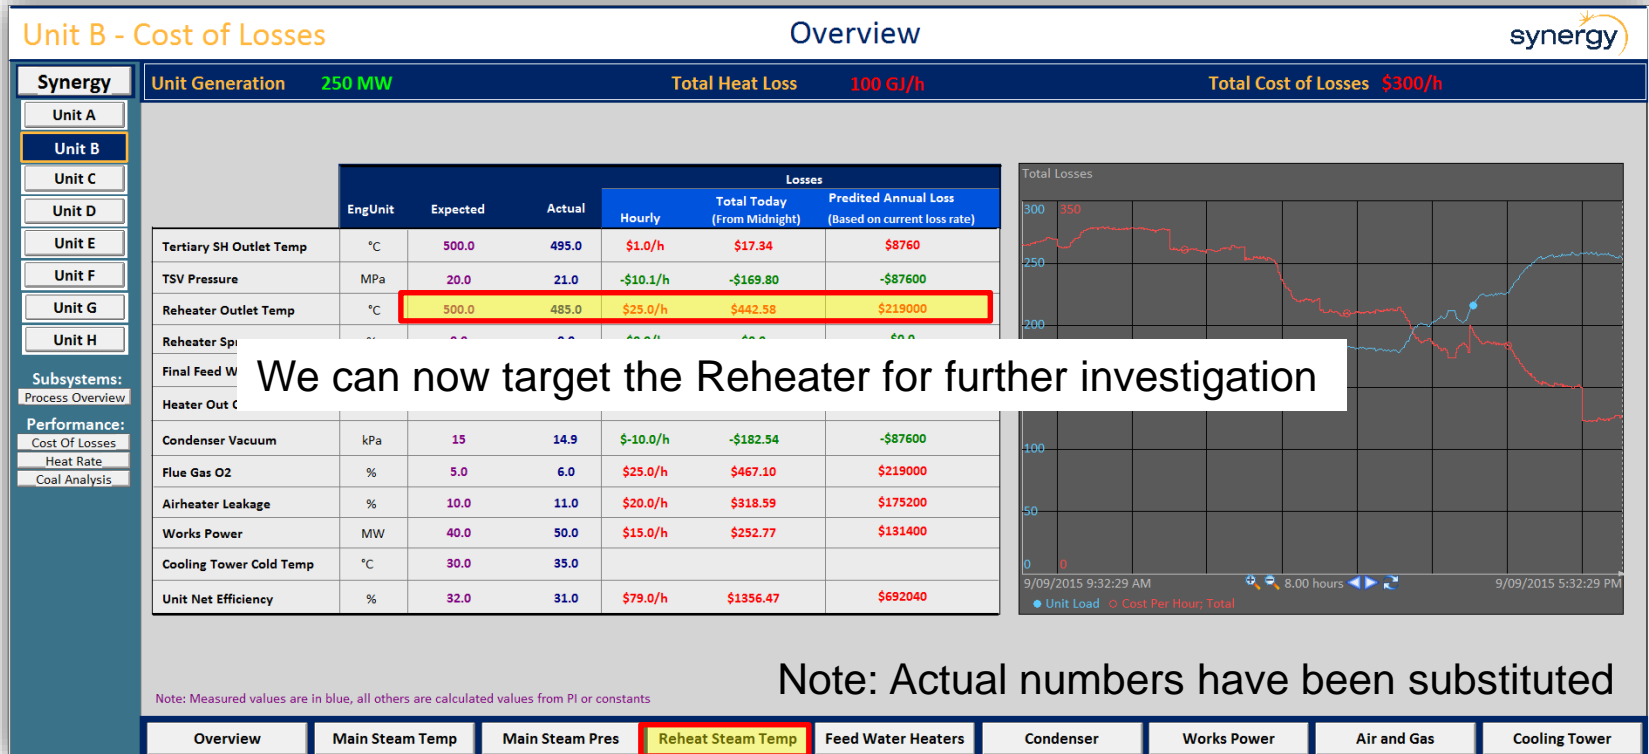 Unit B - Cost of Losses
Overview
synergy
Synergy
Unit Generation 250 MW Total Heat Loss 100 GJ/h Total Cost of Losses $300/h
Unit A
Unit B
Unit C
Unit D
Unit E
Unit F
Unit G
Unit H
Subsystems:
Process Overview
Performance:
Cost Of Losses
Heat Rate
Coal Analysis
Losses
EngUnit Expected Actual Hourly Total Today Predited Annual Loss
(From Midnight) (Based on current loss rate)
Tertiary SH Outlet Temp °C 500.0 495.0 $1.0/h $17.34 $8760
TSV Pressure MPa 20.0 21.0 -$10.1/h -$169.80 -$87600
Reheater Outlet Temp °C 500.0 485.0 $25.0/h $442.58 $219000
Reheater
Final Feed
Heater Out
We can now target the Reheater for further investigation
Condenser Vacuum kPa 15 14.9 $-10.0/h -$182.54 -$87600
Flue Gas O2 % 5.0 6.0 $25.0/h $467.10 $219000
Airheater Leakage % 10.0 11.0 $20.0/h $318.59 $175200
Works Power MW 40.0 50.0 $15.0/h $252.77 $131400
Cooling Tower Cold Temp °C 30.0 35.0
Unit Net Efficiency % 32.0 31.0 $79.0/h $1356.47 $692040
Total Losses
300 350
250
200
100
50
0 0
9/09/2015 9:32:29 AM 8.00 hours 9/09/2015 5:32:29 PM
Unit Load Cost Per Hour; Total
Note: Actual numbers have been substituted
Note: Measured values are in blue, all others are calculated values from PI or constants
Overview Main Steam Temp Main Steam Pres Reheat Steam Temp Feed Water Heaters Condenser Works Power Air and Gas Cooling Tower